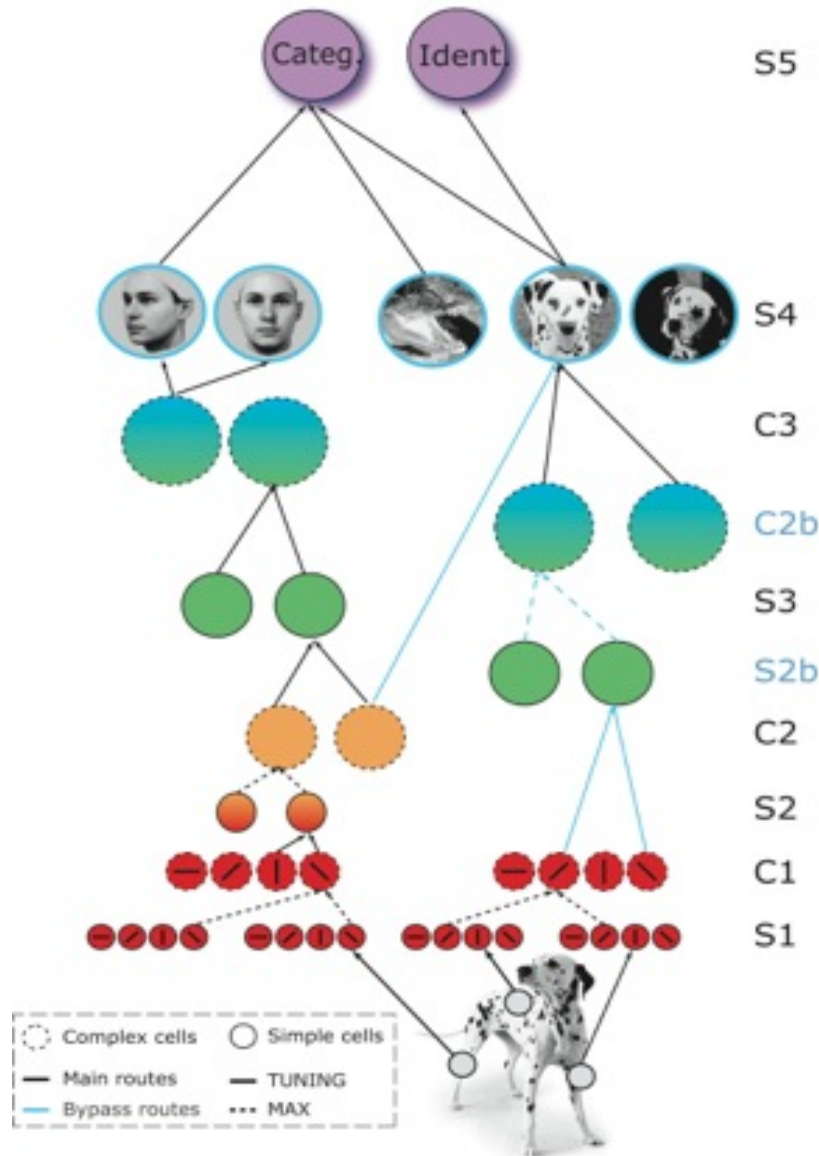 Categ.
Ident.
S5
S4
C3
C2b
S3
S2b
C2
S2
C1
S1
Complex cells
Simple cells
Main routes
TUNING
Bypass routes
MAX